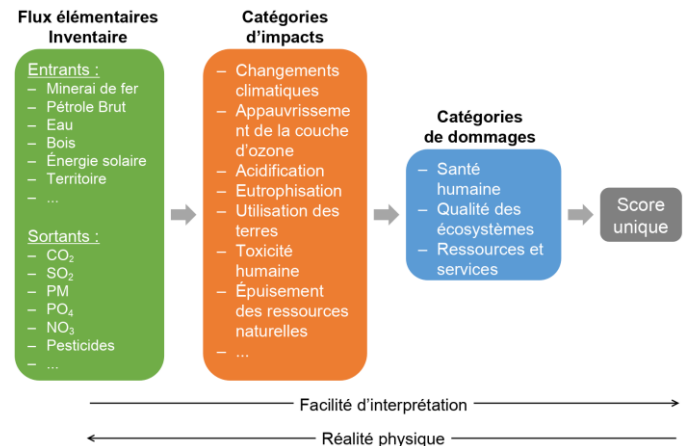 Flux élémentaires
Inventaire
Entrants :
– Minerai de fer
– Pétrole Brut
– Eau
– Bois
– Énergie solaire
– Territoire
– ...
Sortants :
– CO₂
– SO₂
– PM
– PO₄
– NO₃
– Pesticides
– ...
Catégories
d’impacts
– Changements
climatiques
– Appauvrisseme
nt de la couche
d’ozone
– Acidification
– Eutrophisation
– Utilisation des
terres
– Toxicité
humaine
– Épuisement
des ressources
naturelles
– ...
Catégories
de dommages
– Santé
humaine
– Qualité des
écosystèmes
– Ressources et
services
Score
unique
Facilité d’interprétation
Réalité physique